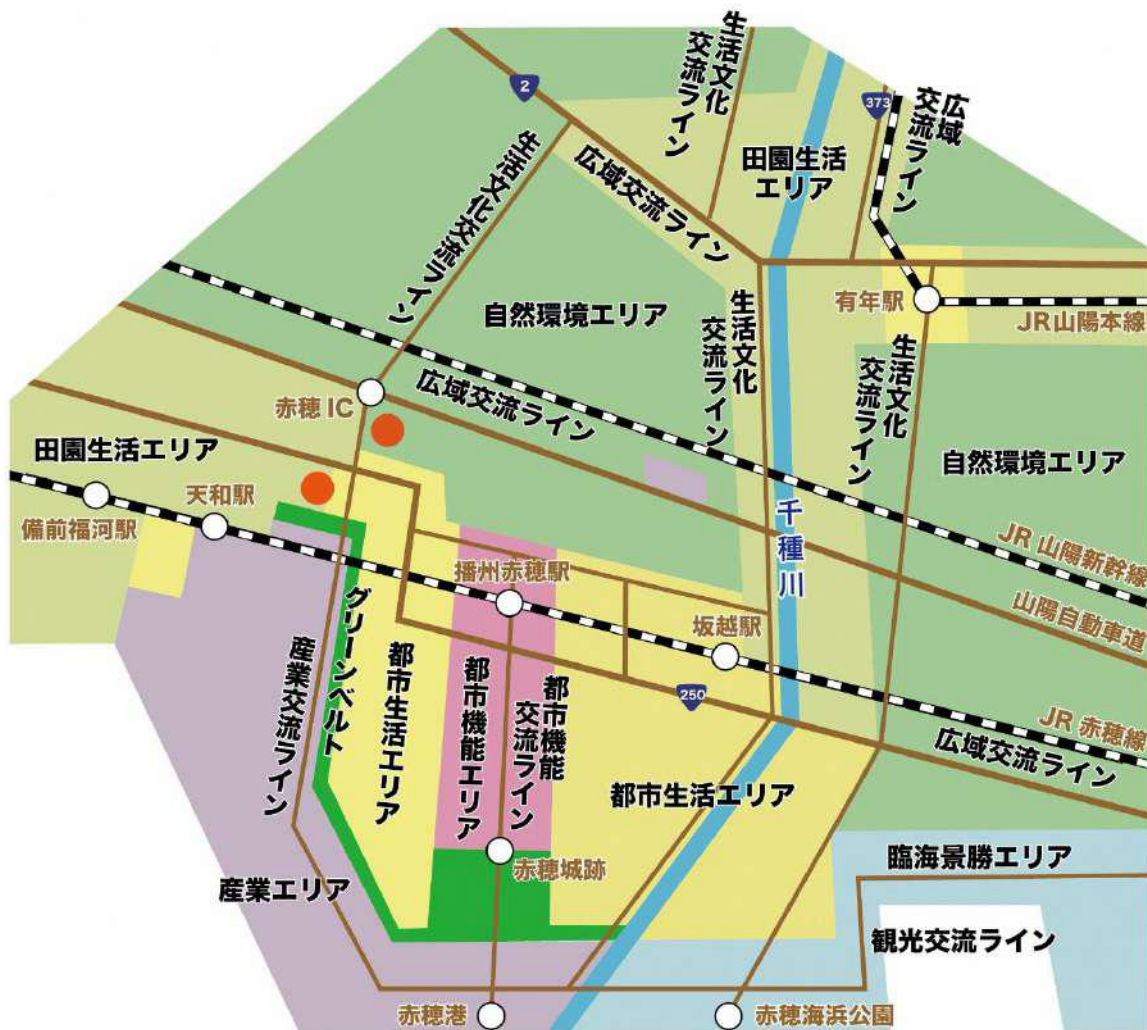 生活文化
交流ライン
2
373
広域
交流ライン
田園生活
エリア
生活文化交流ライン
広域交流ライン
自然環境エリア
生活文化
交流ライン
有年駅
JR山陽本線
生活文化
交流ライン
赤穂 IC
広域交流ライン
田園生活エリア
自然環境エリア
天和駅
備前福河駅
千種川
JR 山陽新幹線
山陽自動車道
播州赤穂駅
坂越駅
グリーンベルト
産業交流ライン
都市生活エリア
都市機能エリア
都市機能
交流ライン
250
JR 赤穂線
広域交流ライン
都市生活エリア
赤穂城跡
臨海景勝エリア
産業エリア
観光交流ライン
赤穂港
赤穂海浜公園